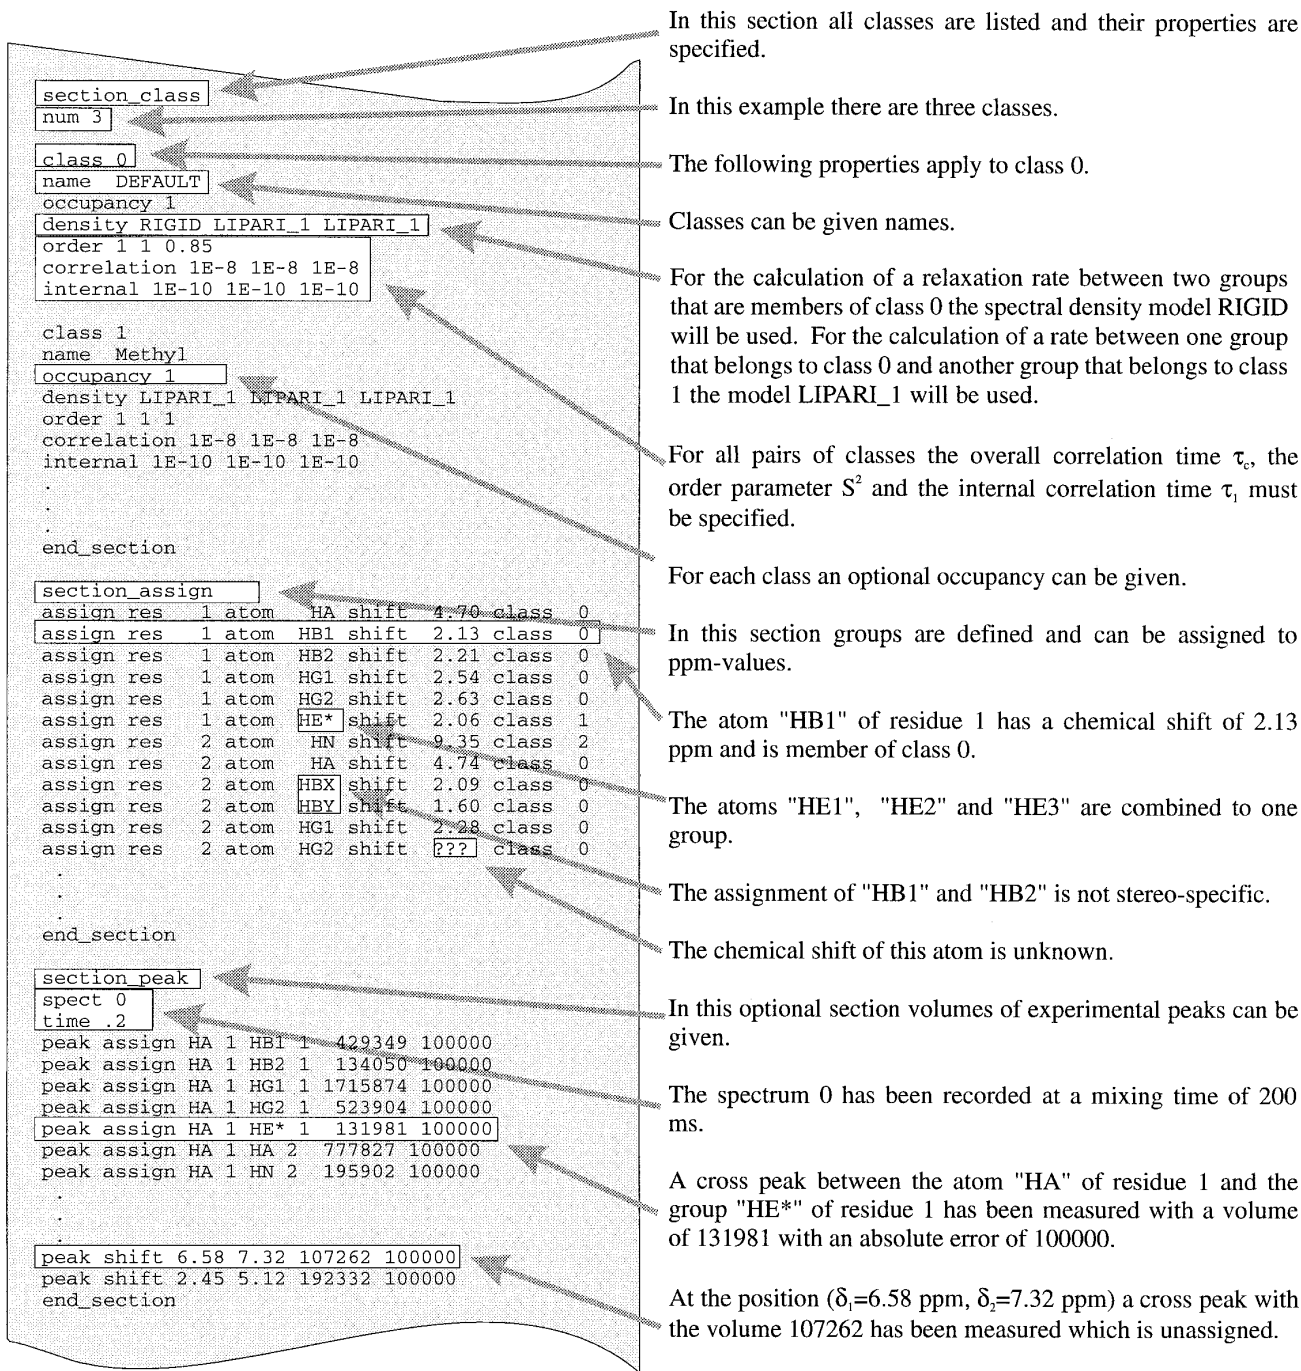 section_class
num 3
class 0
name DEFAULT
occupancy 1
density RIGID LIPARI_1 LIPARI_1
order 1 1 0.85
correlation 1E-8 1E-8 1E-8
internal 1E-10 1E-10 1E-10
class 1
name Methyl
occupancy 1
density LIPARI_1 LIPARI_1 LIPARI_1
order 1 1 1
correlation 1E-8 1E-8 1E-8
internal 1E-10 1E-10 1E-10
.
.
.
end_section
section_assign
assign res 1 atom HA shift 4.70 class 0
assign res 1 atom HB1 shift 2.13 class 0
assign res 1 atom HB2 shift 2.21 class 0
assign res 1 atom HG1 shift 2.54 class 0
assign res 1 atom HG2 shift 2.63 class 0
assign res 1 atom HE* shift 2.06 class 1
assign res 2 atom HN shift 9.35 class 2
assign res 2 atom HA shift 4.74 class 0
assign res 2 atom HBX shift 2.09 class 0
assign res 2 atom HBY shift 1.60 class 0
assign res 2 atom HG1 shift 2.28 class 0
assign res 2 atom HG2 shift ??? class 0
.
.
.
end_section
section_peak
spect 0
time .2
peak assign HA 1 HB1 1 429349 100000
peak assign HA 1 HB2 1 134050 100000
peak assign HA 1 HG1 1 1715874 100000
peak assign HA 1 HG2 1 523904 100000
peak assign HA 1 HE* 1 131981 100000
peak assign HA 1 HA 2 777827 100000
peak assign HA 1 HN 2 195902 100000
.
.
.
peak shift 6.58 7.32 107262 100000
peak shift 2.45 5.12 192332 100000
end_section
In this section all classes are listed and their properties are
specified.
In this example there are three classes.
The following properties apply to class 0.
Classes can be given names.
For the calculation of a relaxation rate between two groups
that are members of class 0 the spectral density model RIGID
will be used. For the calculation of a rate between one group
that belongs to class 0 and another group that belongs to class
1 the model LIPARI_1 will be used.
For all pairs of classes the overall correlation time τc, the
order parameter S² and the internal correlation time τ₁ must
be specified.
For each class an optional occupancy can be given.
In this section groups are defined and can be assigned to
ppm-values.
The atom "HB1" of residue 1 has a chemical shift of 2.13
ppm and is member of class 0.
The atoms "HE1", "HE2" and "HE3" are combined to one
group.
The assignment of "HB1" and "HB2" is not stereo-specific.
The chemical shift of this atom is unknown.
In this optional section volumes of experimental peaks can be
given.
The spectrum 0 has been recorded at a mixing time of 200
ms.
A cross peak between the atom "HA" of residue 1 and the
group "HE*" of residue 1 has been measured with a volume
of 131981 with an absolute error of 100000.
At the position (δ₁=6.58 ppm, δ₂=7.32 ppm) a cross peak with
the volume 107262 has been measured which is unassigned.